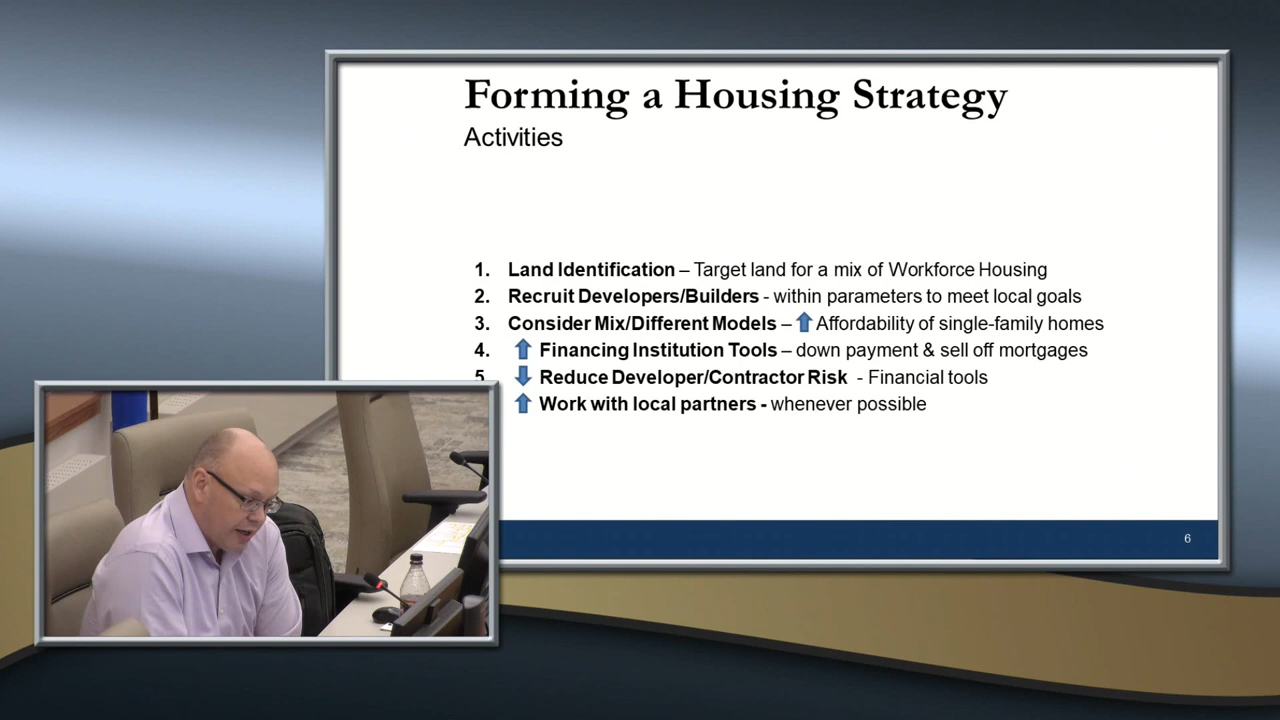 Forming a Housing Strategy
Activities
1. Land Identification – Target land for a mix of Workforce Housing
2. Recruit Developers/Builders - within parameters to meet local goals
3. Consider Mix/Different Models – ⬆ Affordability of single-family homes
4. ⬆ Financing Institution Tools – down payment & sell off mortgages
5. ⬇ Reduce Developer/Contractor Risk - Financial tools
⬆ Work with local partners - whenever possible
6